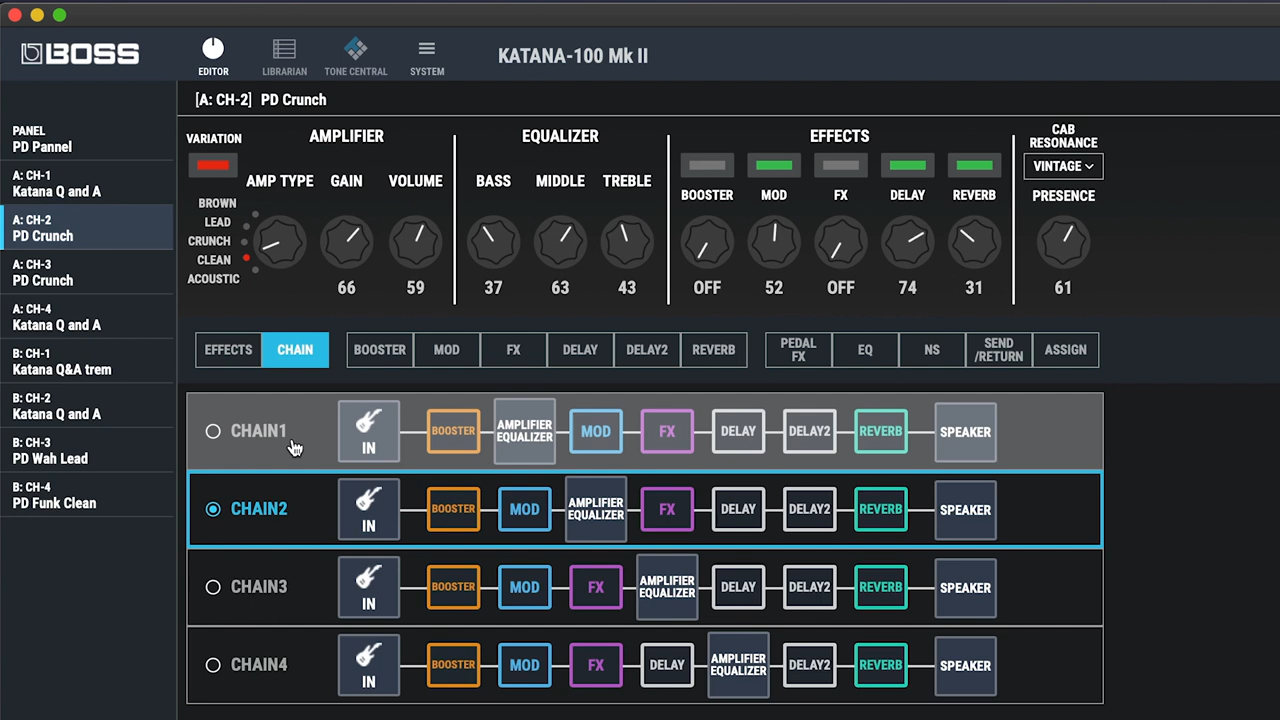 BOSS
EDITOR
LIBRARIAN
TONE CENTRAL
SYSTEM
KATANA-100 Mk II
PANEL
PD Pannel
A: CH-1
Katana Q and A
A: CH-2
PD Crunch
A: CH-3
PD Crunch
A: CH-4
Katana Q and A
B: CH-1
Katana Q&A trem
B: CH-2
Katana Q and A
B: CH-3
PD Wah Lead
B: CH-4
PD Funk Clean
[A: CH-2] PD Crunch
VARIATION
AMPLIFIER
AMP TYPE GAIN VOLUME
BROWN
LEAD
CRUNCH
CLEAN
ACOUSTIC
66 59
EQUALIZER
BASS MIDDLE TREBLE
37 63 43
EFFECTS
BOOSTER MOD FX DELAY REVERB
OFF 52 OFF 74 31
CAB
RESONANCE
VINTAGE
PRESENCE
61
EFFECTS CHAIN BOOSTER MOD FX DELAY DELAY2 REVERB PEDAL
FX EQ NS SEND
/RETURN ASSIGN
CHAIN1 IN BOOSTER AMPLIFIER
EQUALIZER MOD FX DELAY DELAY2 REVERB SPEAKER
CHAIN2 IN BOOSTER MOD AMPLIFIER
EQUALIZER FX DELAY DELAY2 REVERB SPEAKER
CHAIN3 IN BOOSTER MOD FX AMPLIFIER
EQUALIZER DELAY DELAY2 REVERB SPEAKER
CHAIN4 IN BOOSTER MOD FX DELAY AMPLIFIER
EQUALIZER DELAY2 REVERB SPEAKER